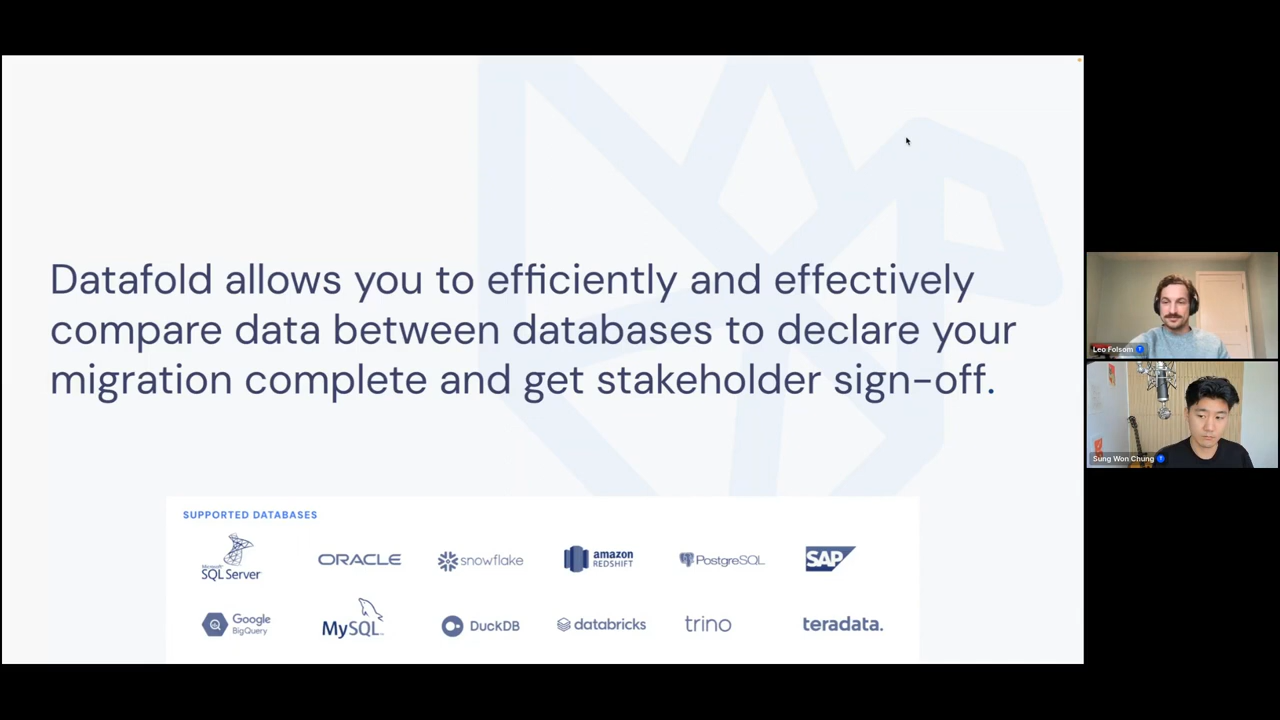 Datafold allows you to efficiently and effectively
compare data between databases to declare your
migration complete and get stakeholder sign-off.
SUPPORTED DATABASES
Microsoft
SQL Server
ORACLE
snowflake
amazon
REDSHIFT
PostgreSQL
SAP
Google
BigQuery
MySQL
DuckDB
databricks
trino
teradata.
Leo Folsom
Sung Won Chung